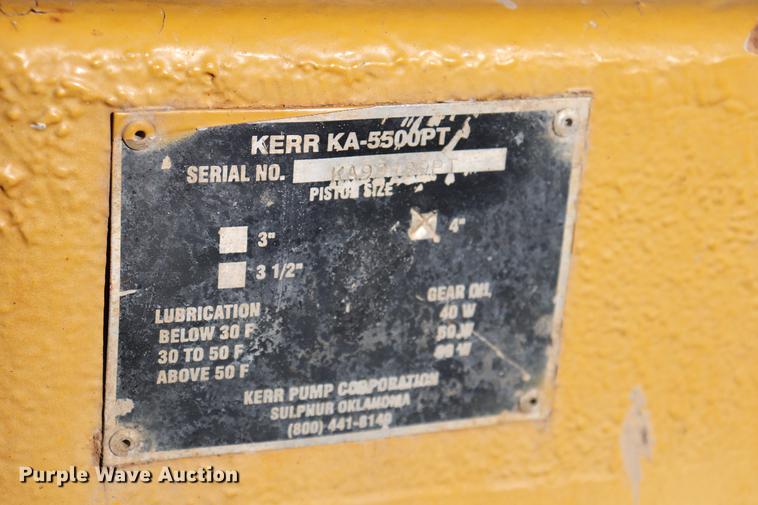 KERR KA-5500PT
SERIAL NO.
PISTON SIZE
3" 4"
3 1/2"
LUBRICATION GEAR OIL
BELOW 30 F 40 W
30 TO 50 F W
ABOVE 50 F W
KERR PUMP CORPORATION
SULPHUR OKLAHOMA
(800) 441-8140
Purple Wave Auction